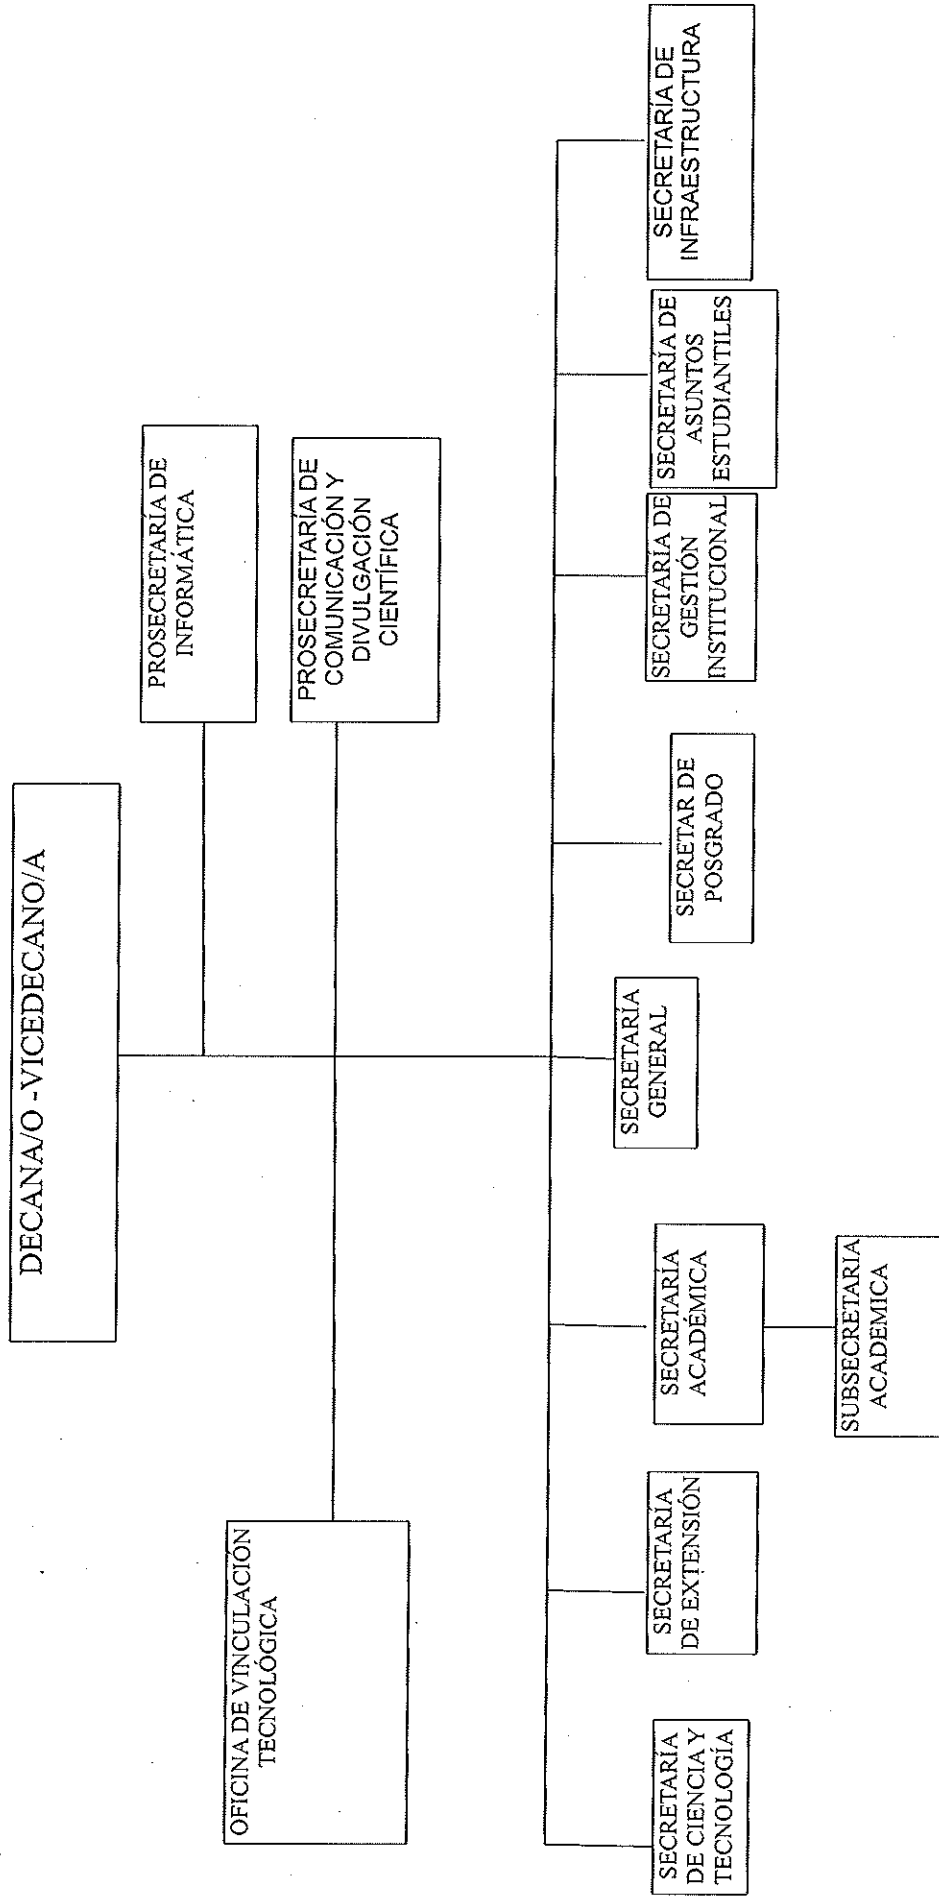 DECANA/O -VICEDECANO/A
PROSECRETARÍA DE
INFORMÁTICA
OFICINA DE VINCULACION
TECNOLÓGICA
PROSECRETARÍA DE
COMUNICACIÓN Y
DIVULGACIÓN
CIENTÍFICA
SECRETARÍA
DE CIENCIA Y
TECNOLOGÍA
SECRETARÍA
DE EXTENSIÓN
SECRETARÍA
ACADÉMICA
SUBSECRETARIA
ACADEMICA
SECRETARÍA
GENERAL
SECRETAR DE
POSGRADO
SECRETARÍA DE
GESTIÓN
INSTITUCIONAL
SECRETARÍA DE
ASUNTOS
ESTUDIANTILES
SECRETARÍA DE
INFRAESTRUCTURA